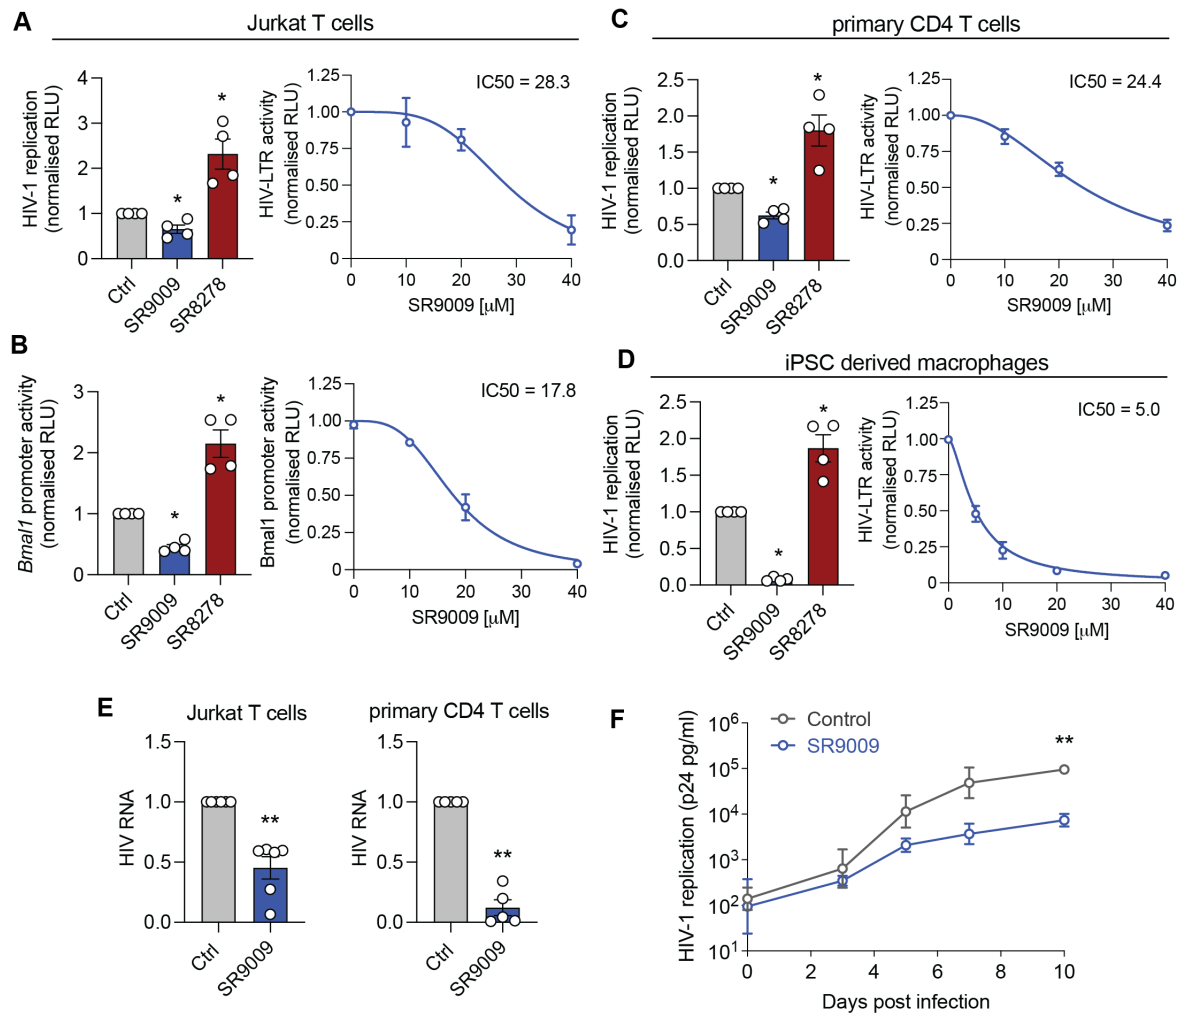 A
Jurkat T cells
HIV-1 replication
(normalised RLU)
4
3
2
1
0
*
*
Ctrl
SR9009
SR8278
HIV-LTR activity
(normalised RLU)
1.25
1.00
0.75
0.50
0.25
0
IC50 = 28.3
0
10
20
30
40
SR9009 [μM]
B
Bmal1 promoter activity
(normalised RLU)
3
2
1
0
*
*
Ctrl
SR9009
SR8278
Bmal1 promoter activity
(normalised RLU)
1.25
1.00
0.75
0.50
0.25
0
IC50 = 17.8
0
10
20
30
40
SR9009 [μM]
C
primary CD4 T cells
HIV-1 replication
(normalised RLU)
2.5
2.0
1.5
1.0
0.5
0.0
*
*
Ctrl
SR9009
SR8278
HIV-LTR activity
(normalised RLU)
1.25
1.00
0.75
0.50
0.25
0
IC50 = 24.4
0
10
20
30
40
SR9009 [μM]
D
iPSC derived macrophages
HIV-1 replication
(normalised RLU)
2.5
2.0
1.5
1.0
0.5
0.0
*
*
Ctrl
SR9009
SR8278
HIV-LTR activity
(normalised RLU)
1.25
1.00
0.75
0.50
0.25
0
IC50 = 5.0
0
10
20
30
40
SR9009 [μM]
E
Jurkat T cells
HIV RNA
1.5
1.0
0.5
0.0
**
Ctrl
SR9009
primary CD4 T cells
HIV RNA
1.5
1.0
0.5
0.0
**
Ctrl
SR9009
F
HIV-1 replication (p24 pg/ml)
10⁶
10⁵
10⁴
10³
10²
10¹
Control
SR9009
**
0
2
4
6
8
10
Days post infection